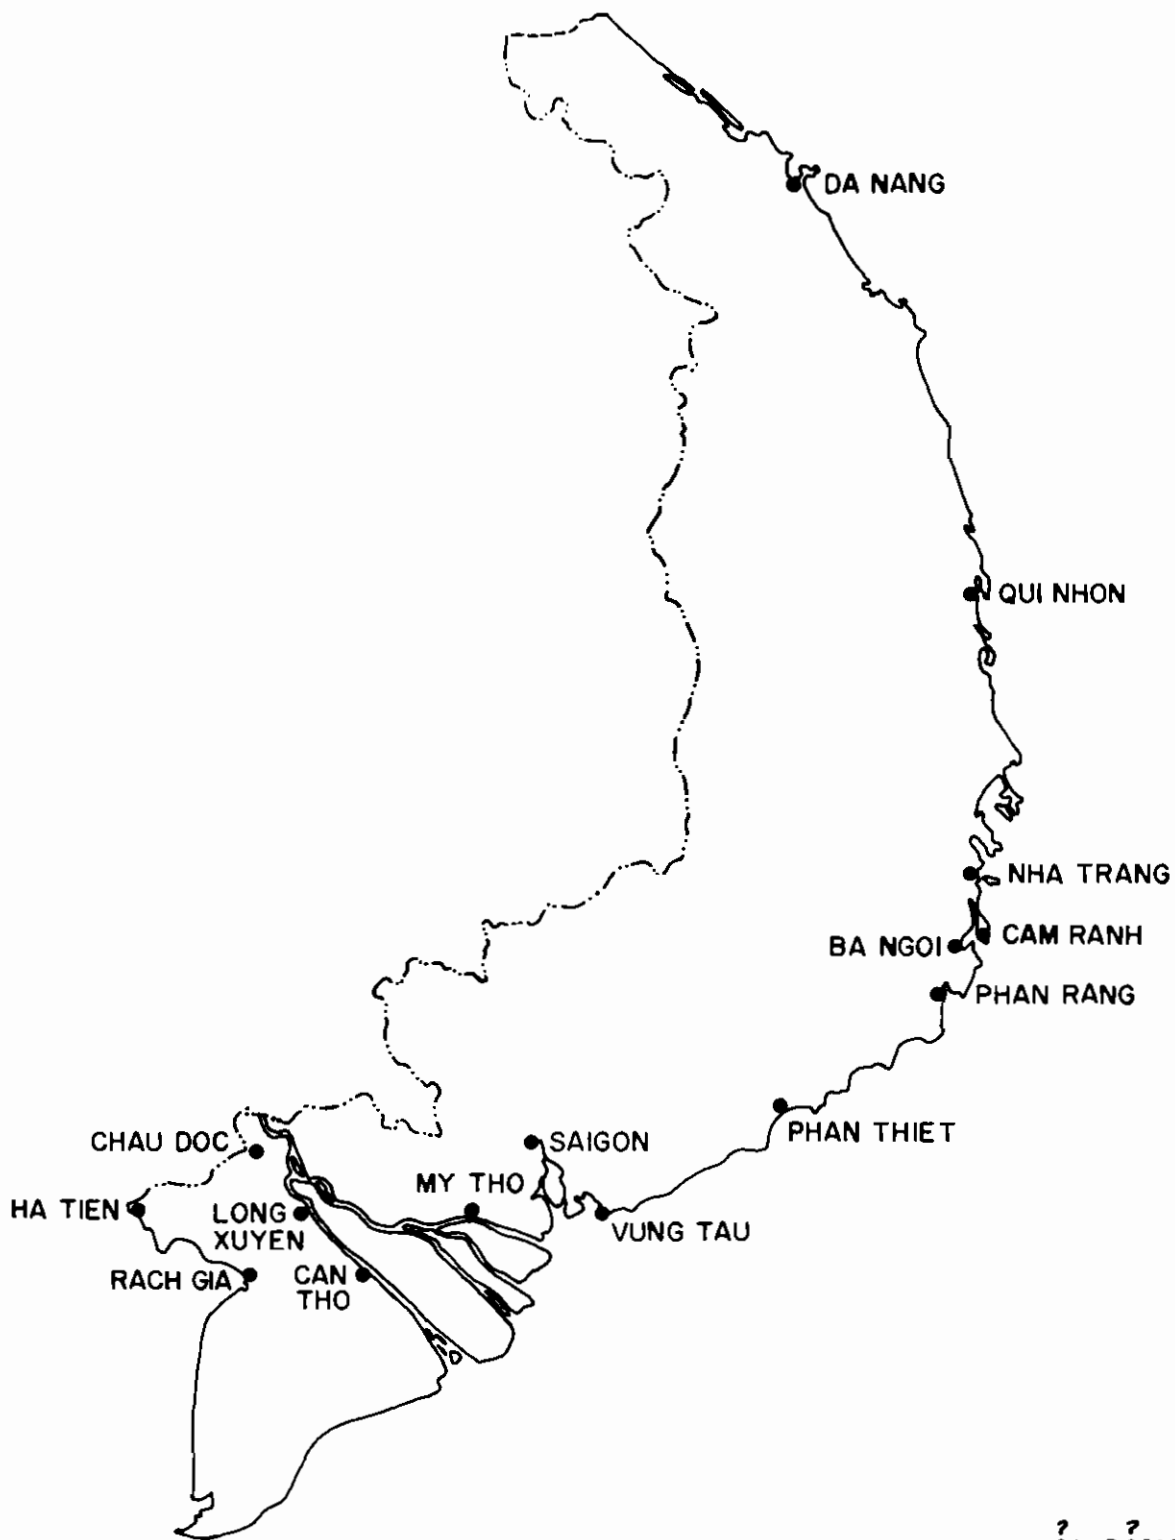 DA NANG
QUI NHON
NHA TRANG
CAM RANH
BA NGOI
PHAN RANG
PHAN THIET
SAIGON
CHAU DOC
MY THO
HA TIEN
LONG
XUYEN
VUNG TAU
RACH GIA
CAN
THO
? ?